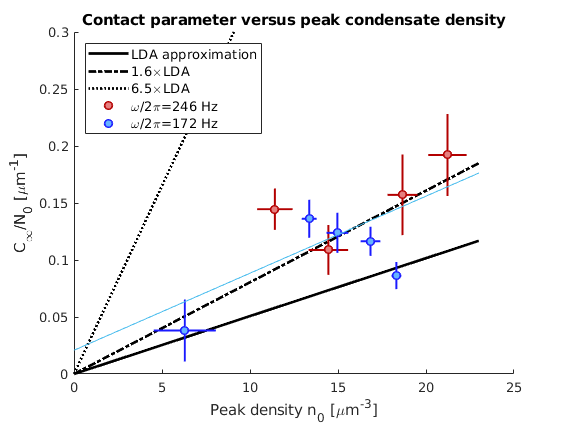 Contact parameter versus peak condensate density
LDA approximation
1.6×LDA
6.5×LDA
ω/2π=246 Hz
ω/2π=172 Hz
0.3
0.25
0.2
0.15
0.1
0.05
0
C∞/N0 [μm-1]
0 5 10 15 20 25
Peak density n0 [μm-3]